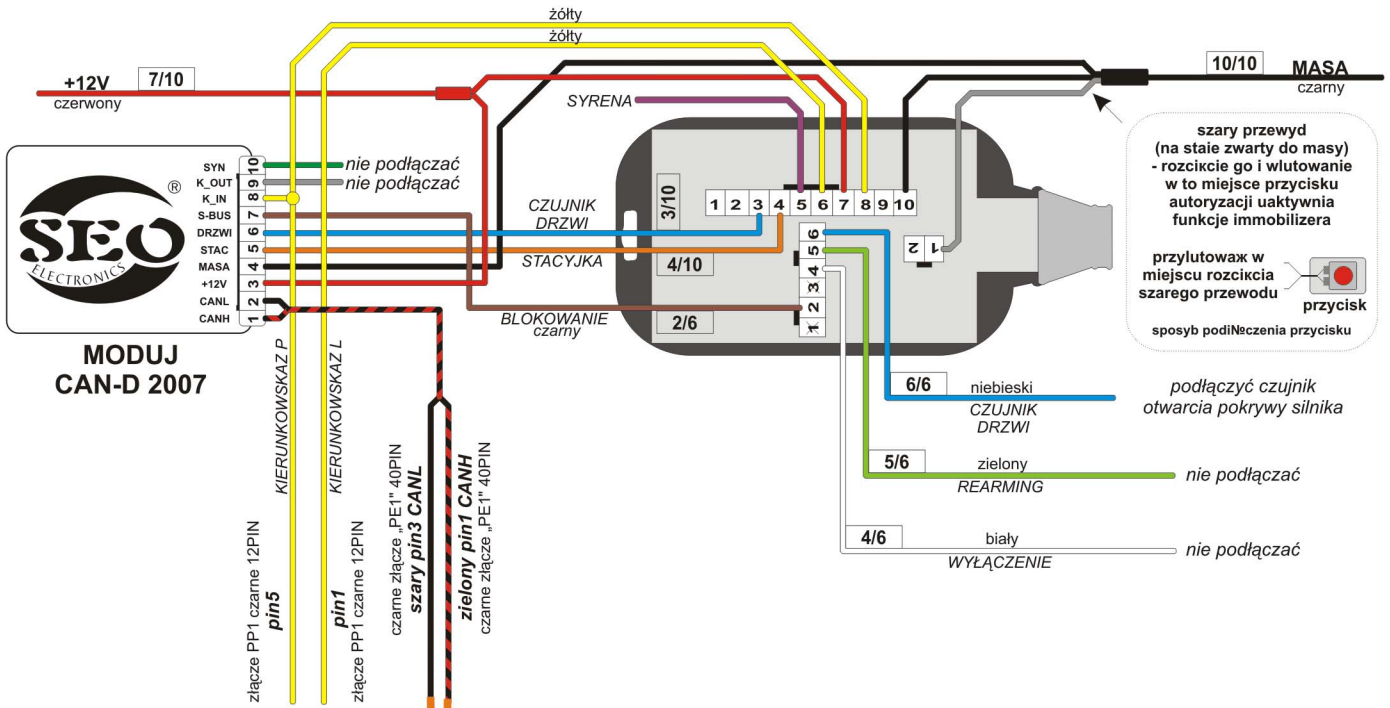 żółty
żółty
+12V
7/10
czerwony
10/10
MASA
czarny
SYRENA
SEO
ELECTRONICS
®
SYN 10
K_OUT 9
K_IN 8
S-BUS 7
DRZWI 6
STAC 5
MASA 4
+12V 3
CANL 2
CANH 1
nie podłączać
nie podłączać
CZUJNIK
DRZWI
3/10
STACYJKA
4/10
BLOKOWANIE
czarny
2/6
1 2 3 4 5 6 7 8 9 10
6
5
4
3
2
1
2 1
szary przewyd
(na staie zwarty do masy)
- rozcikcie go i wlutowanie
w to miejsce przycisku
autoryzacji uaktywnia
funkcje immobilizera
przylutowaж w
miejscu rozcikcia
szarego przewodu
przycisk
sposyb podiNºczenia przycisku
MODUJ
CAN-D 2007
6/6
niebieski
CZUJNIK
DRZWI
podłączyć czujnik
otwarcia pokrywy silnika
5/6
zielony
REARMING
nie podłączać
4/6
biały
WYŁĄCZENIE
nie podłączać
KIERUNKOWSKAZ P
KIERUNKOWSKAZ L
złącze PP1 czarne 12PIN
pin5
pin1
złącze PP1 czarne 12PIN
czarne złącze „PE1" 40PIN
szary pin3 CANL
zielony pin1 CANH
czarne złącze „PE1" 40PIN